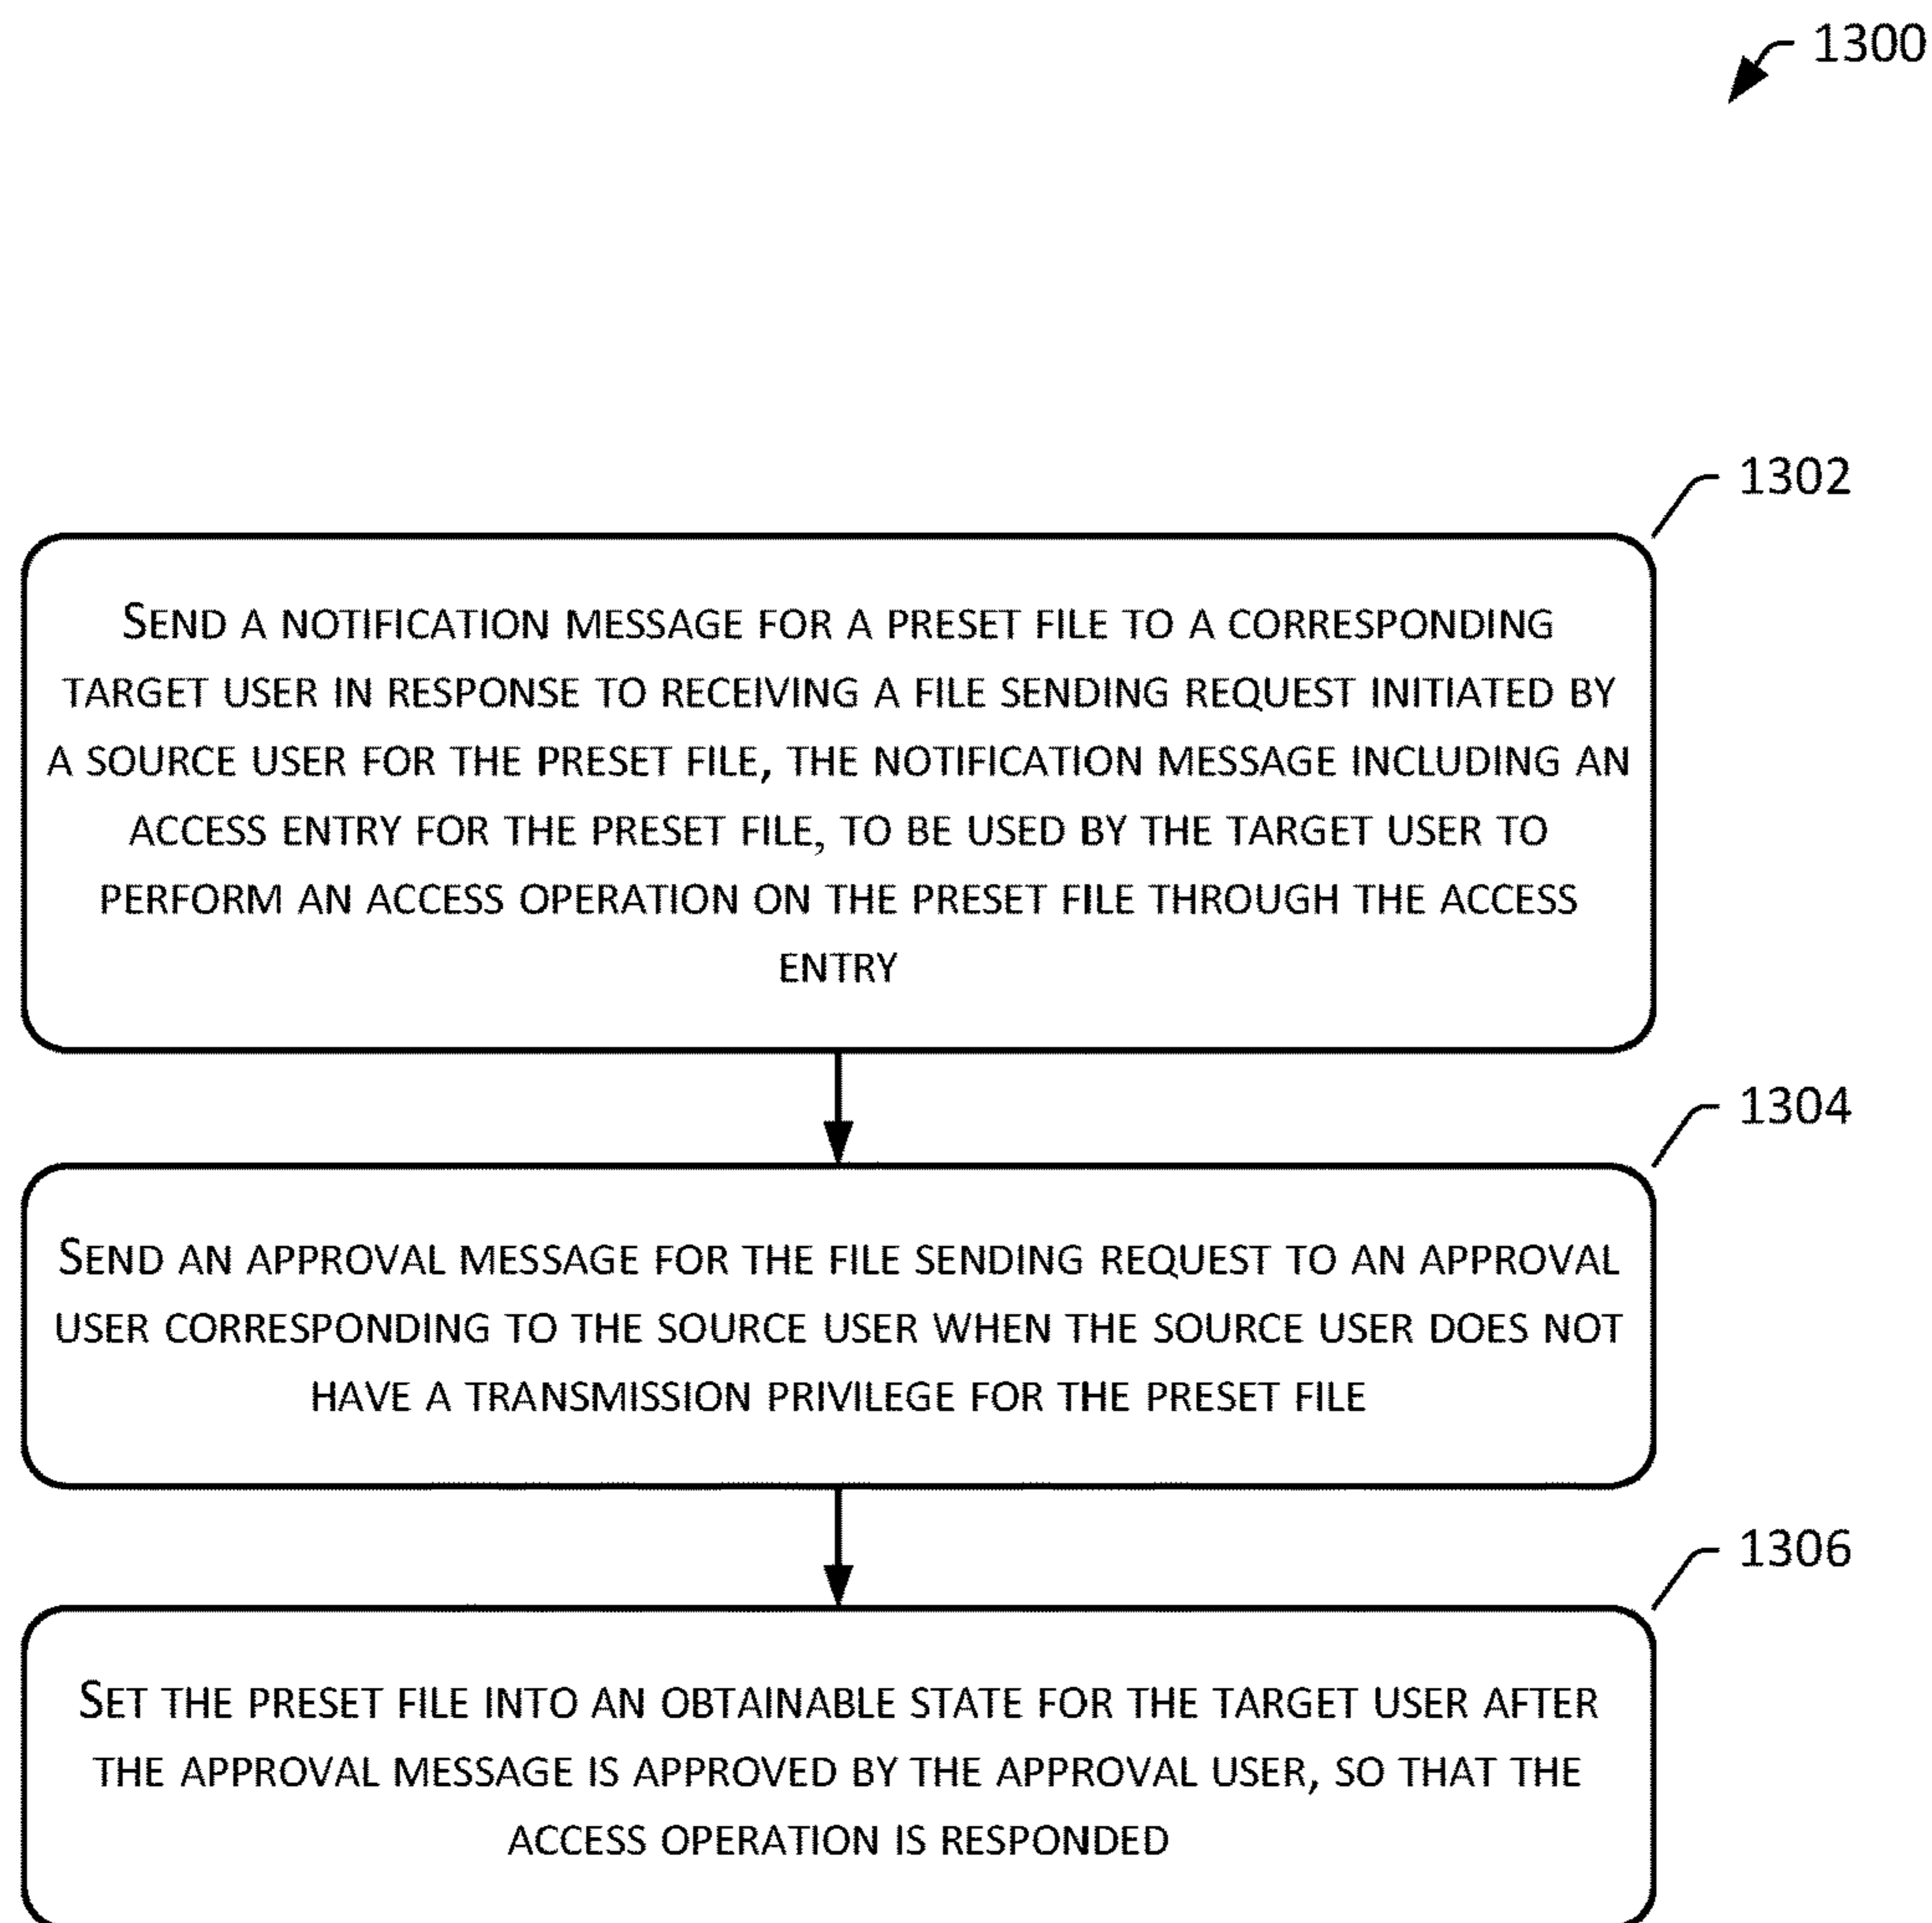 1300
1302
SEND A NOTIFICATION MESSAGE FOR A PRESET FILE TO A CORRESPONDING
TARGET USER IN RESPONSE TO RECEIVING A FILE SENDING REQUEST INITIATED BY
A SOURCE USER FOR THE PRESET FILE, THE NOTIFICATION MESSAGE INCLUDING AN
ACCESS ENTRY FOR THE PRESET FILE, TO BE USED BY THE TARGET USER TO
PERFORM AN ACCESS OPERATION ON THE PRESET FILE THROUGH THE ACCESS
ENTRY
1304
SEND AN APPROVAL MESSAGE FOR THE FILE SENDING REQUEST TO AN APPROVAL
USER CORRESPONDING TO THE SOURCE USER WHEN THE SOURCE USER DOES NOT
HAVE A TRANSMISSION PRIVILEGE FOR THE PRESET FILE
1306
SET THE PRESET FILE INTO AN OBTAINABLE STATE FOR THE TARGET USER AFTER
THE APPROVAL MESSAGE IS APPROVED BY THE APPROVAL USER, SO THAT THE
ACCESS OPERATION IS RESPONDED